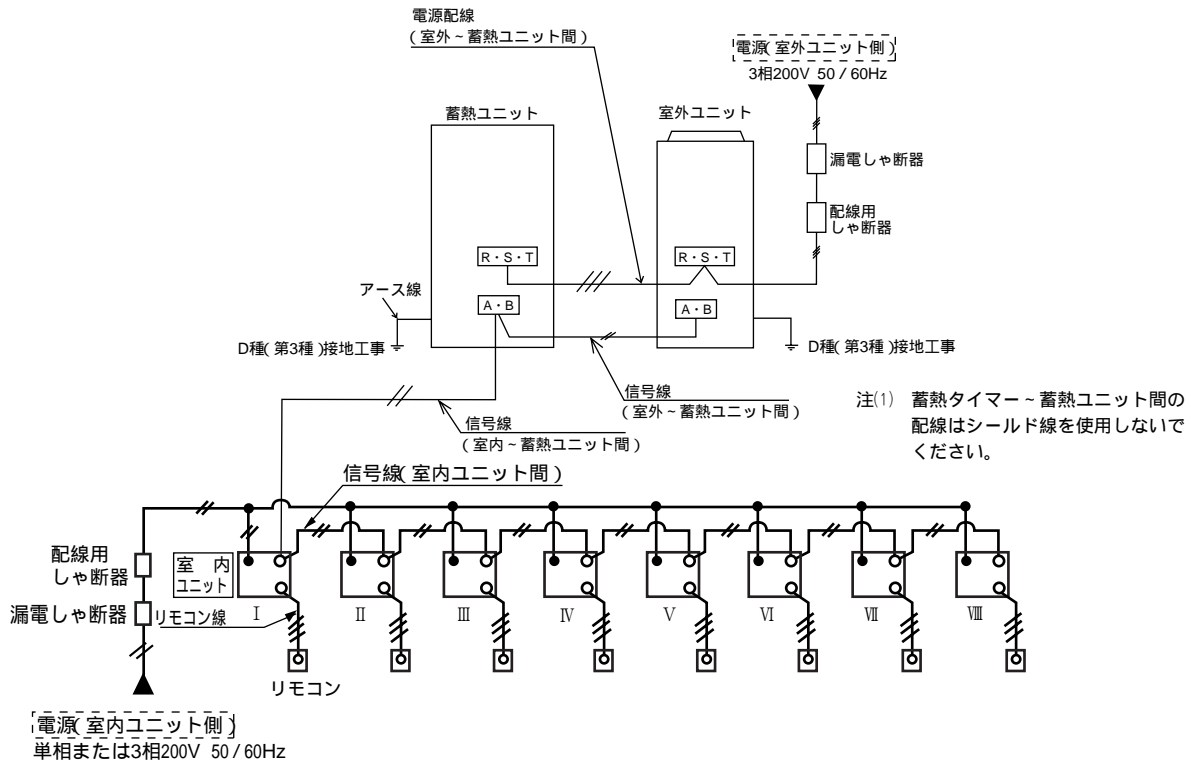 電源配線
(室外~蓄熱ユニット間)
電源(室外ユニット側)
3相200V 50/60Hz
蓄熱ユニット
室外ユニット
漏電しゃ断器
配線用
しゃ断器
R・S・T
R・S・T
アース線
A・B
A・B
D種(第3種)接地工事
D種(第3種)接地工事
信号線
(室外~蓄熱ユニット間)
注(1) 蓄熱タイマー~蓄熱ユニット間の
配線はシールド線を使用しないで
ください。
信号線
(室内~蓄熱ユニット間)
信号線(室内ユニット間)
配線用
しゃ断器
室 内
ユニット
漏電しゃ断器
リモコン線
Ⅰ
Ⅱ
Ⅲ
Ⅳ
Ⅴ
Ⅵ
Ⅶ
Ⅷ
リモコン
電源(室内ユニット側)
単相または3相200V 50/60Hz